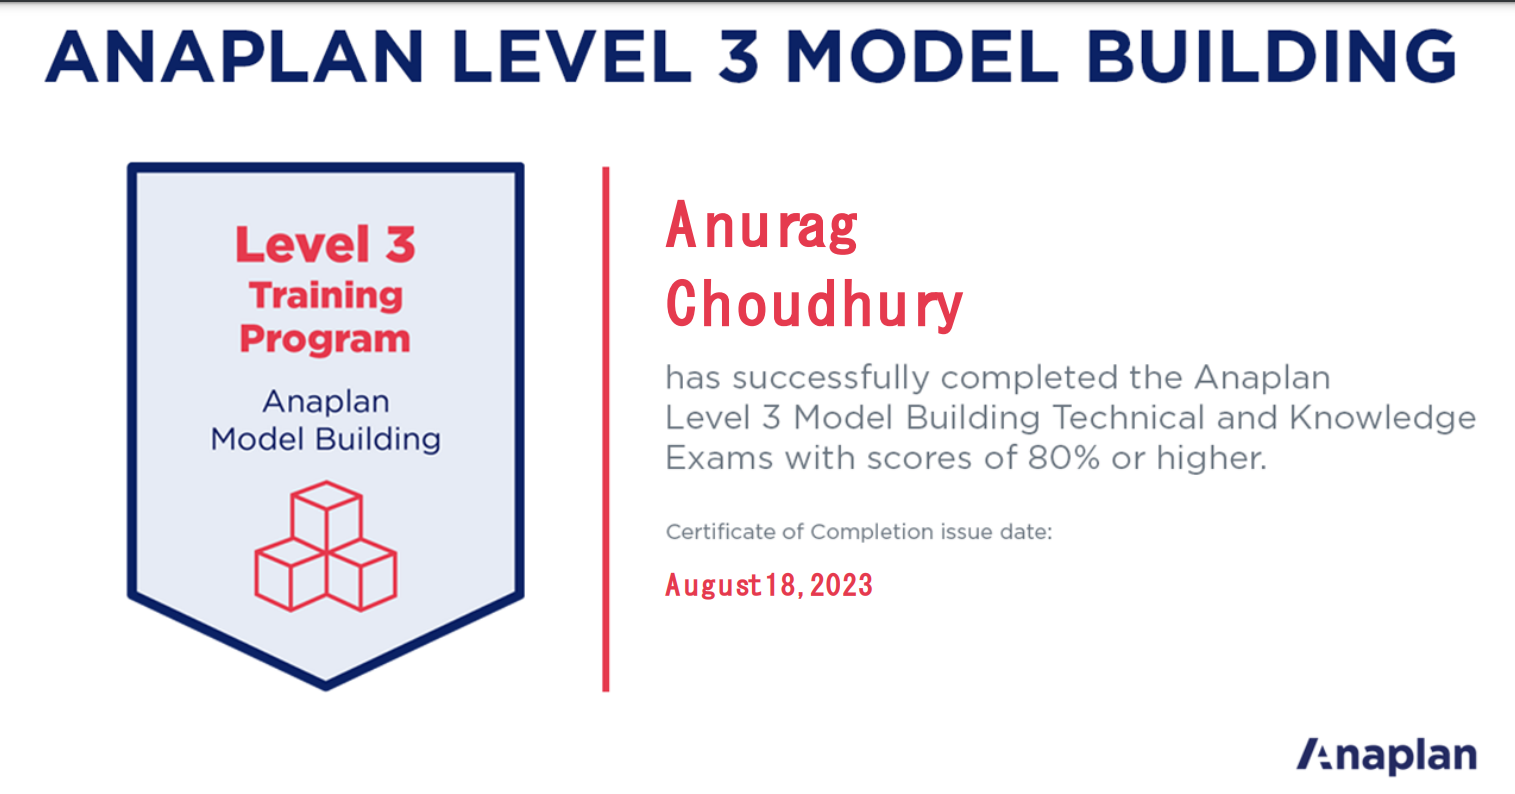 ANAPLAN LEVEL 3 MODEL BUILDING
Level 3
Training
Program
Anaplan
Model Building
Anurag
Choudhury
has successfully completed the Anaplan
Level 3 Model Building Technical and Knowledge
Exams with scores of 80% or higher.
Certificate of Completion issue date:
August18,2023
Anaplan